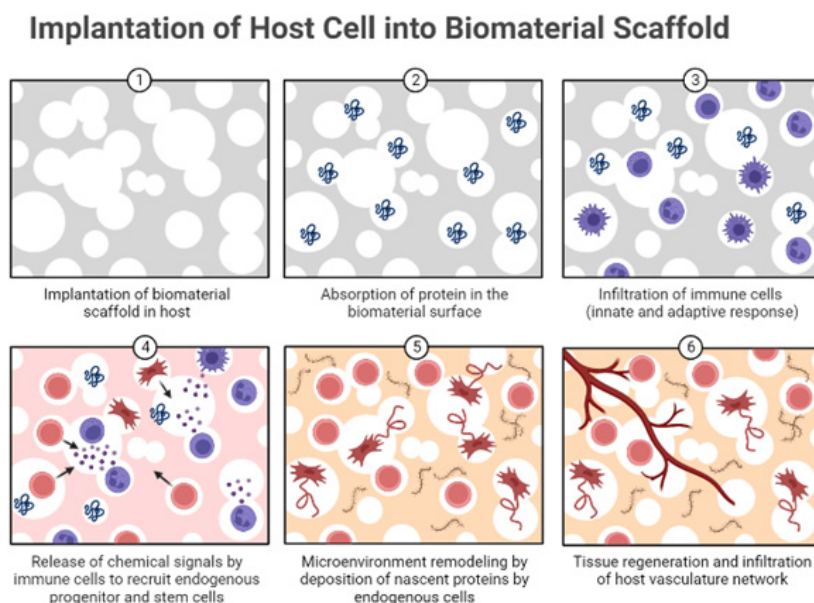 Implantation of Host Cell into Biomaterial Scaffold
1
2
3
Implantation of biomaterial
scaffold in host
Absorption of protein in the
biomaterial surface
Infiltration of immune cells
(innate and adaptive response)
4
5
6
Release of chemical signals by
immune cells to recruit endogenous
progenitor and stem cells
Microenvironment remodeling by
deposition of nascent proteins by
endogenous cells
Tissue regeneration and infiltration
of host vasculature network